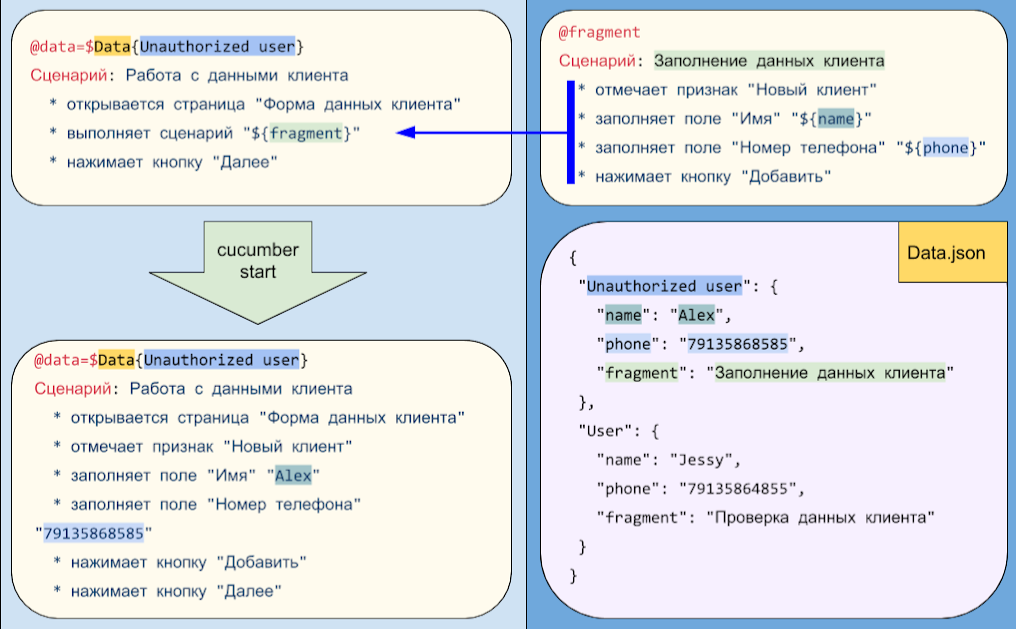 @data=$Data{Unauthorized user}
Сценарий: Работа с данными клиента
* открывается страница "Форма данных клиента"
* выполняет сценарий "${fragment}"
* нажимает кнопку "Далее"
@fragment
Сценарий: Заполнение данных клиента
* отмечает признак "Новый клиент"
* заполняет поле "Имя" "${name}"
* заполняет поле "Номер телефона" "${phone}"
* нажимает кнопку "Добавить"
cucumber
start
@data=$Data{Unauthorized user}
Сценарий: Работа с данными клиента
* открывается страница "Форма данных клиента"
* отмечает признак "Новый клиент"
* заполняет поле "Имя" "Alex"
* заполняет поле "Номер телефона"
"79135868585"
* нажимает кнопку "Добавить"
* нажимает кнопку "Далее"
Data.json
{
"Unauthorized user": {
"name": "Alex",
"phone": "79135868585",
"fragment": "Заполнение данных клиента"
},
"User": {
"name": "Jessy",
"phone": "79135864855",
"fragment": "Проверка данных клиента"
}
}